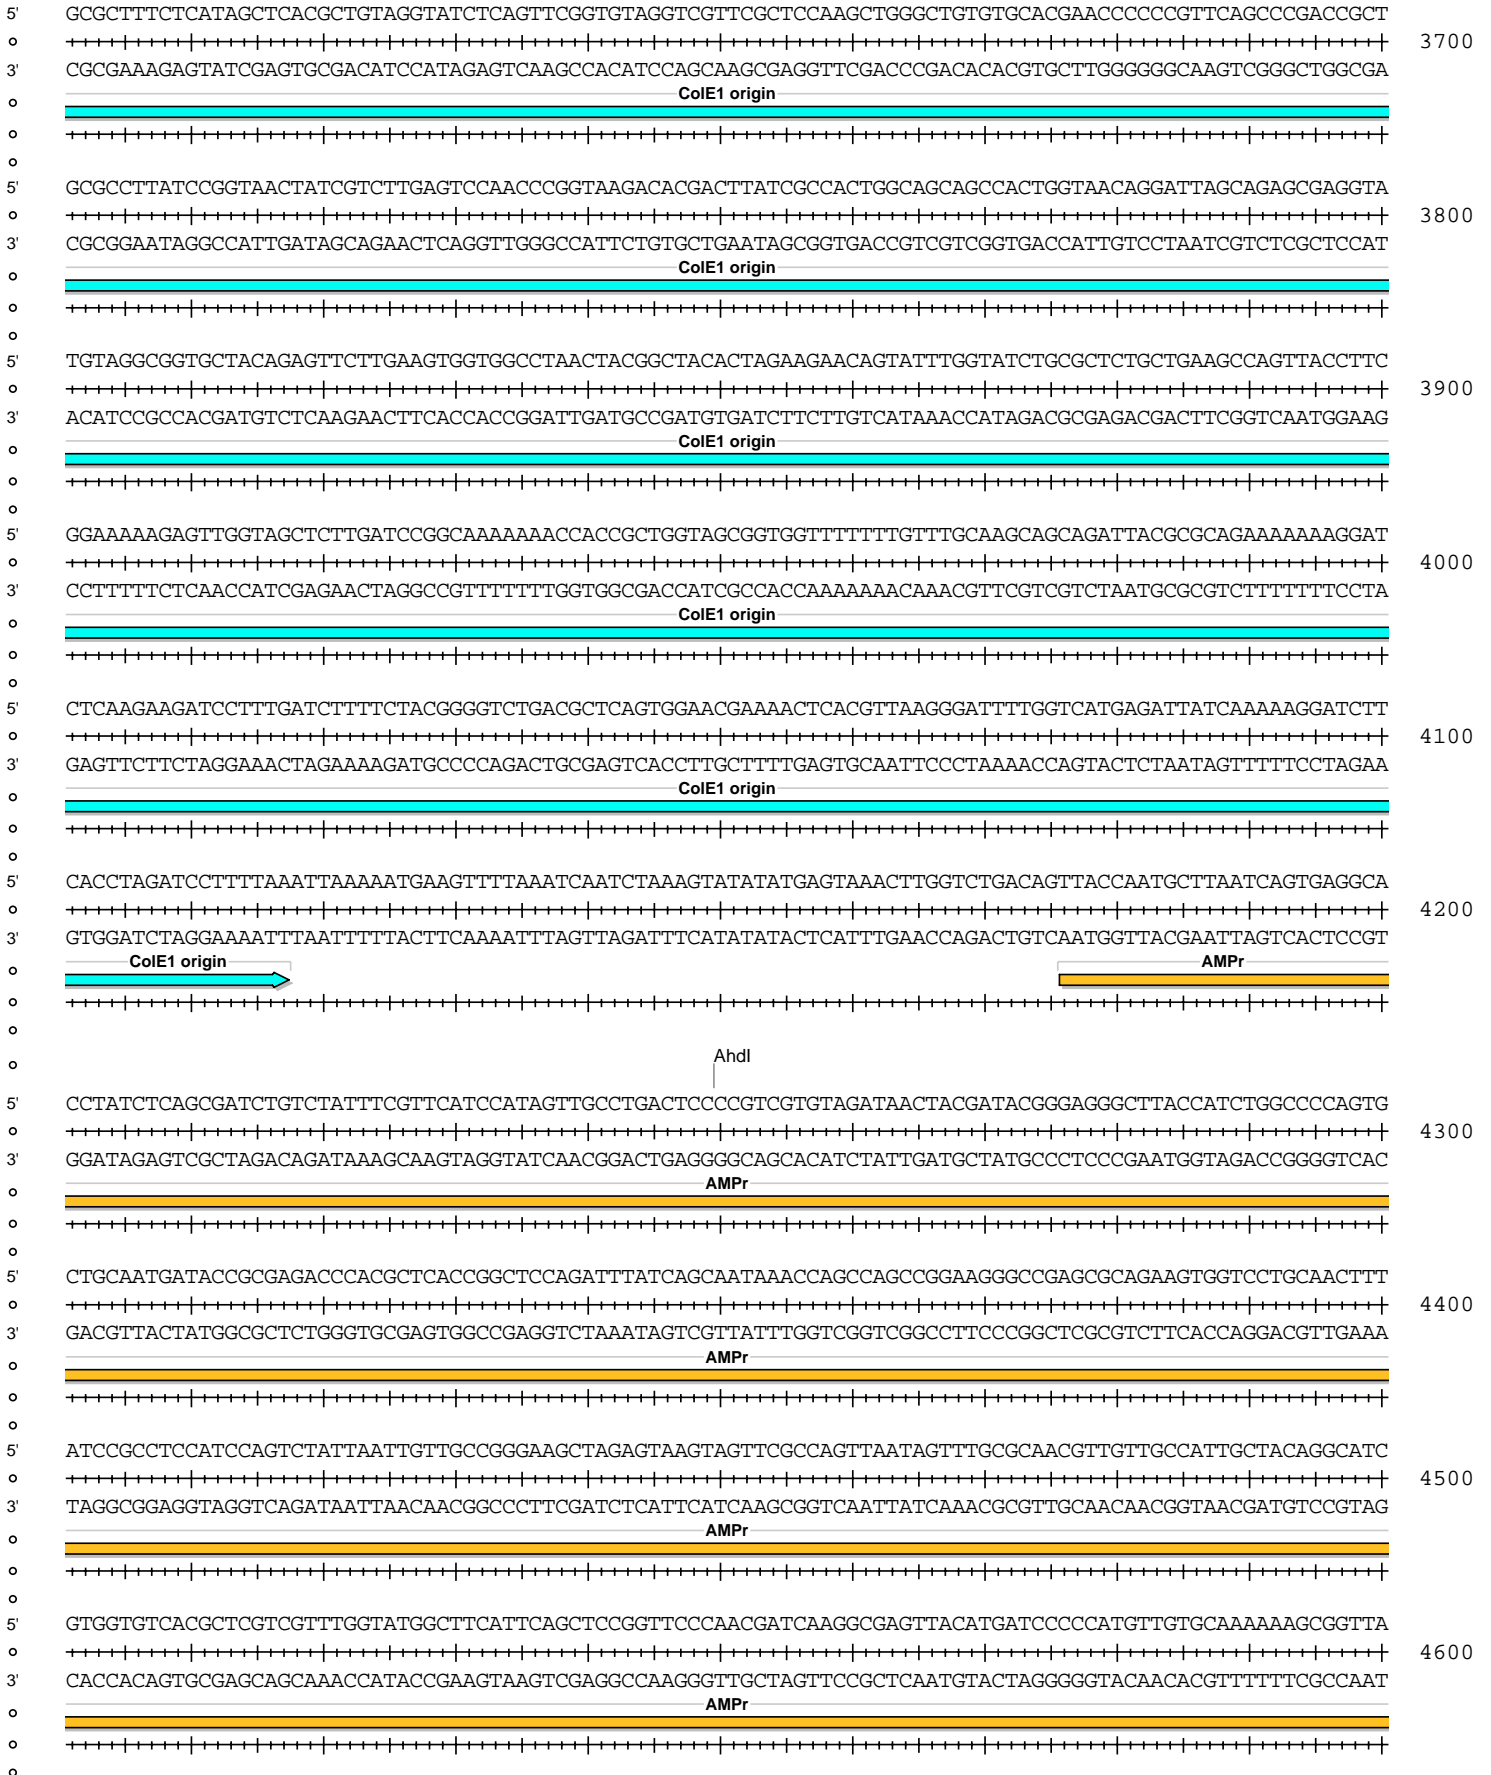 5' GCGCTTTCTCATAGCTCACGCTGTAGGTATCTCAGTTCGGTGTAGGTCGTTCGCTCCAAGCTGGGCTGTGTGCACGAACCCCCCGTTCAGCCCGACCGCT
3700
3' CGCGAAAGAGTATCGAGTGCGACATCCATAGAGTCAAGCCACATCCAGCAAGCGAGGTTCGACCCGACACACGTGCTTGGGGGGCAAGTCGGGCTGGCGA
ColE1 origin
5' GCGCCTTATCCGGTAACTATCGTCTTGAGTCCAACCCGGTAAGACACGACTTATCGCCACTGGCAGCAGCCACTGGTAACAGGATTAGCAGAGCGAGGTA
3800
3' CGCGGAATAGGCCATTGATAGCAGAACTCAGGTTGGGCCATTCTGTGCTGAATAGCGGTGACCGTCGTCGGTGACCATTGTCCTAATCGTCTCGCTCCAT
ColE1 origin
5' TGTAGGCGGTGCTACAGAGTTCTTGAAGTGGTGGCCTAACTACGGCTACACTAGAAGAACAGTATTTGGTATCTGCGCTCTGCTGAAGCCAGTTACCTTC
3900
3' ACATCCGCCACGATGTCTCAAGAACTTCACCACCGGATTGATGCCGATGTGATCTTCTTGTCATAAACCATAGACGCGAGACGACTTCGGTCAATGGAAG
ColE1 origin
5' GGAAAAAGAGTTGGTAGCTCTTGATCCGGCAAAAAAACCACCGCTGGTAGCGGTGGTTTTTTTGTTTGCAAGCAGCAGATTACGCGCAGAAAAAAAGGAT
4000
3' CCTTTTTCTCAACCATCGAGAACTAGGCCGTTTTTTTGGTGGCGACCATCGCCACCAAAAAAACAAACGTTCGTCGTCTAATGCGCGTCTTTTTTTCCTA
ColE1 origin
5' CTCAAGAAGATCCTTTGATCTTTTCTACGGGGTCTGACGCTCAGTGGAACGAAAACTCACGTTAAGGGATTTTGGTCATGAGATTATCAAAAAGGATCTT
4100
3' GAGTTCTTCTAGGAAACTAGAAAAGATGCCCCAGACTGCGAGTCACCTTGCTTTTGAGTGCAATTCCCTAAAACCAGTACTCTAATAGTTTTTCCTAGAA
ColE1 origin
5' CACCTAGATCCTTTTAAATTAAAAATGAAGTTTTAAATCAATCTAAAGTATATATGAGTAAACTTGGTCTGACAGTTACCAATGCTTAATCAGTGAGGCA
4200
3' GTGGATCTAGGAAAATTTAATTTTTACTTCAAAATTTAGTTAGATTTCATATATACTCATTTGAACCAGACTGTCAATGGTTACGAATTAGTCACTCCGT
ColE1 origin AMPr
AhdI
5' CCTATCTCAGCGATCTGTCTATTTCGTTCATCCATAGTTGCCTGACTCCCCGTCGTGTAGATAACTACGATACGGGAGGGCTTACCATCTGGCCCCAGTG
4300
3' GGATAGAGTCGCTAGACAGATAAAGCAAGTAGGTATCAACGGACTGAGGGGCAGCACATCTATTGATGCTATGCCCTCCCGAATGGTAGACCGGGGTCAC
AMPr
5' CTGCAATGATACCGCGAGACCCACGCTCACCGGCTCCAGATTTATCAGCAATAAACCAGCCAGCCGGAAGGGCCGAGCGCAGAAGTGGTCCTGCAACTTT
4400
3' GACGTTACTATGGCGCTCTGGGTGCGAGTGGCCGAGGTCTAAATAGTCGTTATTTGGTCGGTCGGCCTTCCCGGCTCGCGTCTTCACCAGGACGTTGAAA
AMPr
5' ATCCGCCTCCATCCAGTCTATTAATTGTTGCCGGGAAGCTAGAGTAAGTAGTTCGCCAGTTAATAGTTTGCGCAACGTTGTTGCCATTGCTACAGGCATC
4500
3' TAGGCGGAGGTAGGTCAGATAATTAACAACGGCCCTTCGATCTCATTCATCAAGCGGTCAATTATCAAACGCGTTGCAACAACGGTAACGATGTCCGTAG
AMPr
5' GTGGTGTCACGCTCGTCGTTTGGTATGGCTTCATTCAGCTCCGGTTCCCAACGATCAAGGCGAGTTACATGATCCCCCATGTTGTGCAAAAAAGCGGTTA
4600
3' CACCACAGTGCGAGCAGCAAACCATACCGAAGTAAGTCGAGGCCAAGGGTTGCTAGTTCCGCTCAATGTACTAGGGGGTACAACACGTTTTTTCGCCAAT
AMPr